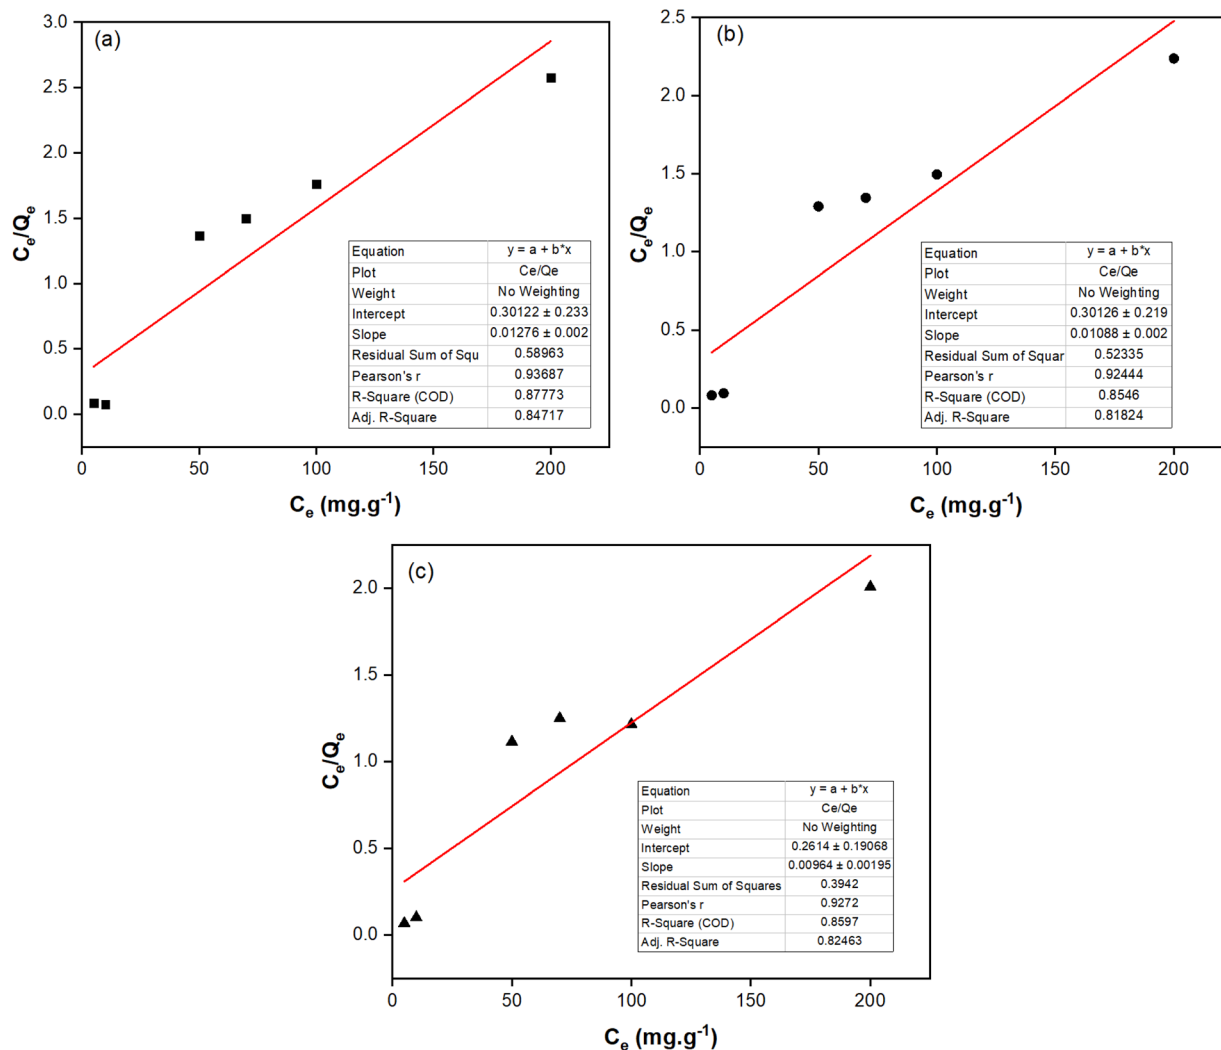 (a)
3.0
2.5
2.0
1.5
1.0
0.5
0.0
Ce/Qe
0 50 100 150 200
Ce (mg.g-1)
Equation y = a + b*x
Plot Ce/Qe
Weight No Weighting
Intercept 0.30122 ± 0.233
Slope 0.01276 ± 0.002
Residual Sum of Squ 0.58963
Pearson's r 0.93687
R-Square (COD) 0.87773
Adj. R-Square 0.84717
(b)
2.5
2.0
1.5
1.0
0.5
0.0
Ce/Qe
0 50 100 150 200
Ce (mg.g-1)
Equation y = a + b*x
Plot Ce/Qe
Weight No Weighting
Intercept 0.30126 ± 0.219
Slope 0.01088 ± 0.002
Residual Sum of Squar 0.52335
Pearson's r 0.92444
R-Square (COD) 0.8546
Adj. R-Square 0.81824
(c)
2.0
1.5
1.0
0.5
0.0
Ce/Qe
0 50 100 150 200
Ce (mg.g-1)
Equation y = a + b*x
Plot Ce/Qe
Weight No Weighting
Intercept 0.2614 ± 0.19068
Slope 0.00964 ± 0.00195
Residual Sum of Squares 0.3942
Pearson's r 0.9272
R-Square (COD) 0.8597
Adj. R-Square 0.82463